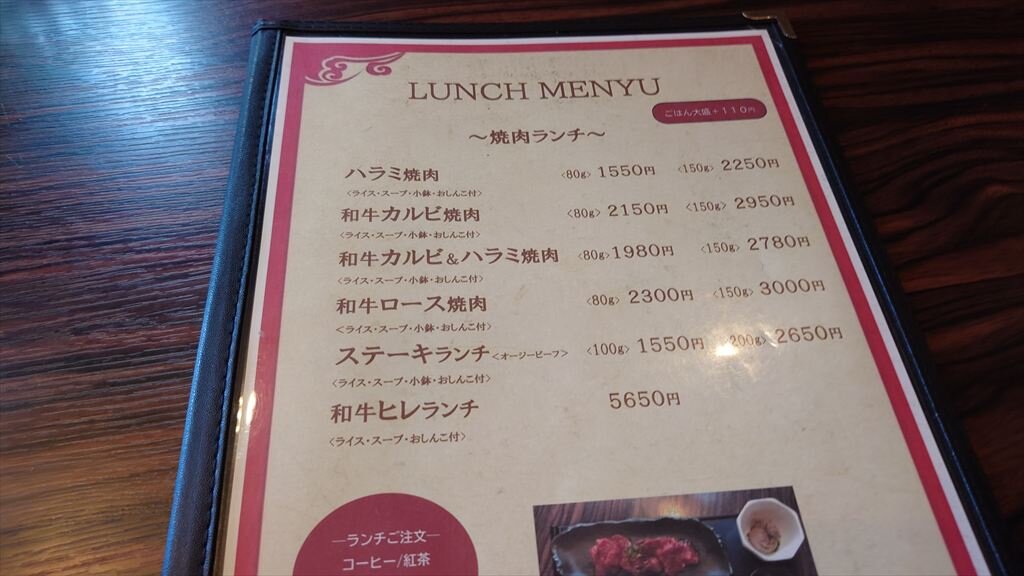 LUNCH MENYU
ごはん大盛+110円
～焼肉ランチ～
ハラミ焼肉 <80g> 1550円 <150g> 2250円
<ライス・スープ・小鉢・おしんこ付>
和牛カルビ焼肉 <80g> 2150円 <150g> 2950円
<ライス・スープ・小鉢・おしんこ付>
和牛カルビ&ハラミ焼肉 <80g> 1980円 <150g> 2780円
<ライス・スープ・小鉢・おしんこ付>
和牛ロース焼肉 <80g> 2300円 <150g> 3000円
<ライス・スープ・小鉢・おしんこ付>
ステーキランチ<オージービーフ> <100g> 1550円 <200g> 2650円
<ライス・スープ・小鉢・おしんこ付>
和牛ヒレランチ 5650円
<ライス・スープ・おしんこ付>
―ランチご注文―
コーヒー/紅茶